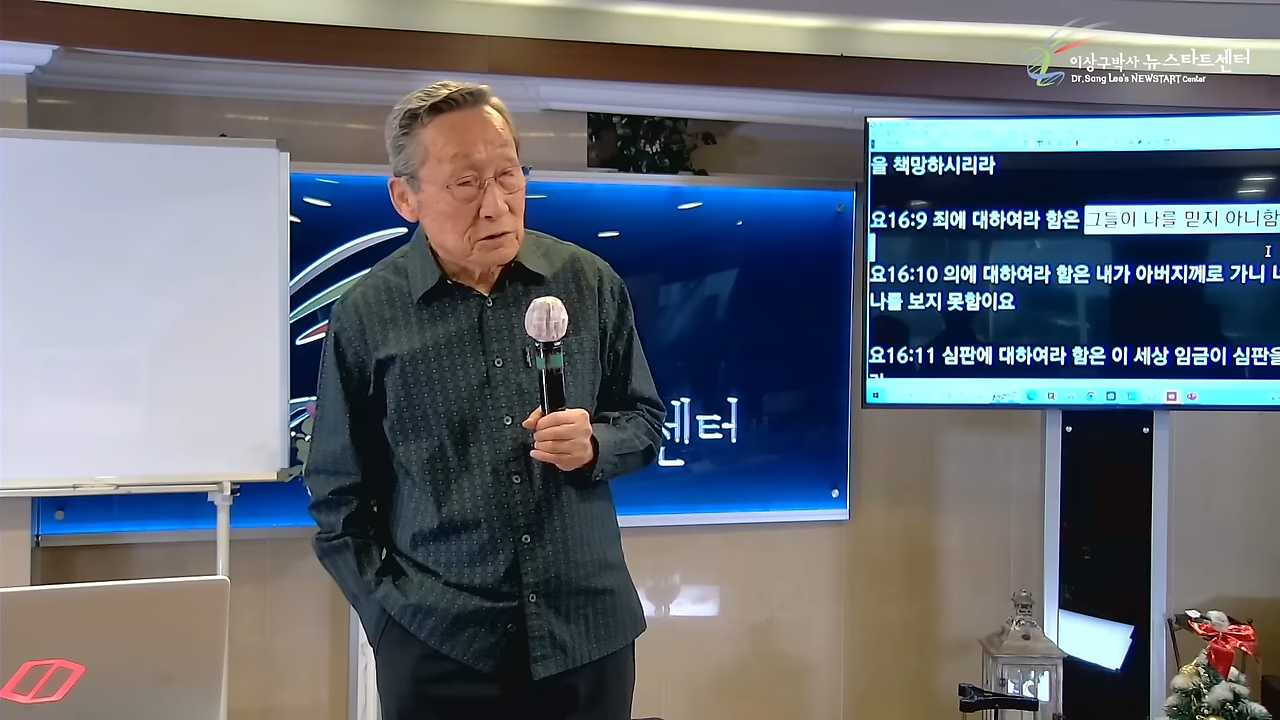 이상구박사 뉴스타트센터
Dr. Sang Lee's NEWSTART Center
을 책망하시리라
요16:9 죄에 대하여라 함은 그들이 나를 믿지 아니함
요16:10 의에 대하여라 함은 내가 아버지께로 가니 너
나를 보지 못함이요
요16:11 심판에 대하여라 함은 이 세상 임금이 심판을
센터